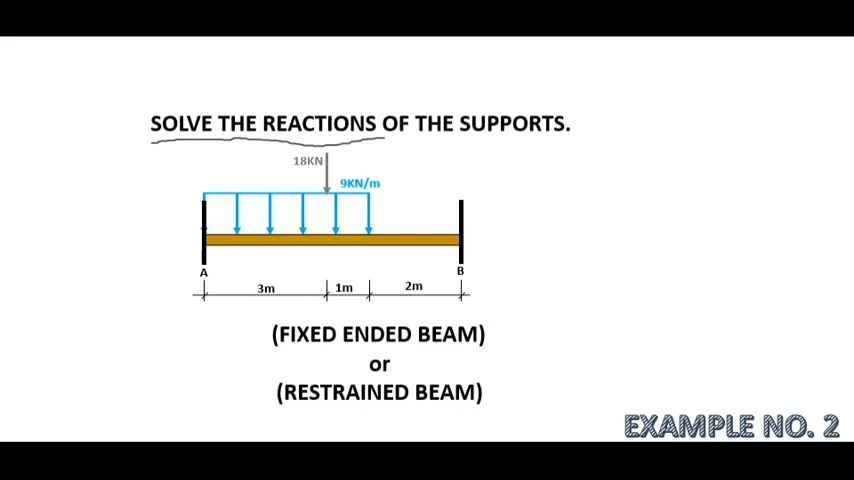 SOLVE THE REACTIONS OF THE SUPPORTS.
18KN
9KN/m
A
B
3m 1m 2m
(FIXED ENDED BEAM)
or
(RESTRAINED BEAM)
EXAMPLE NO. 2